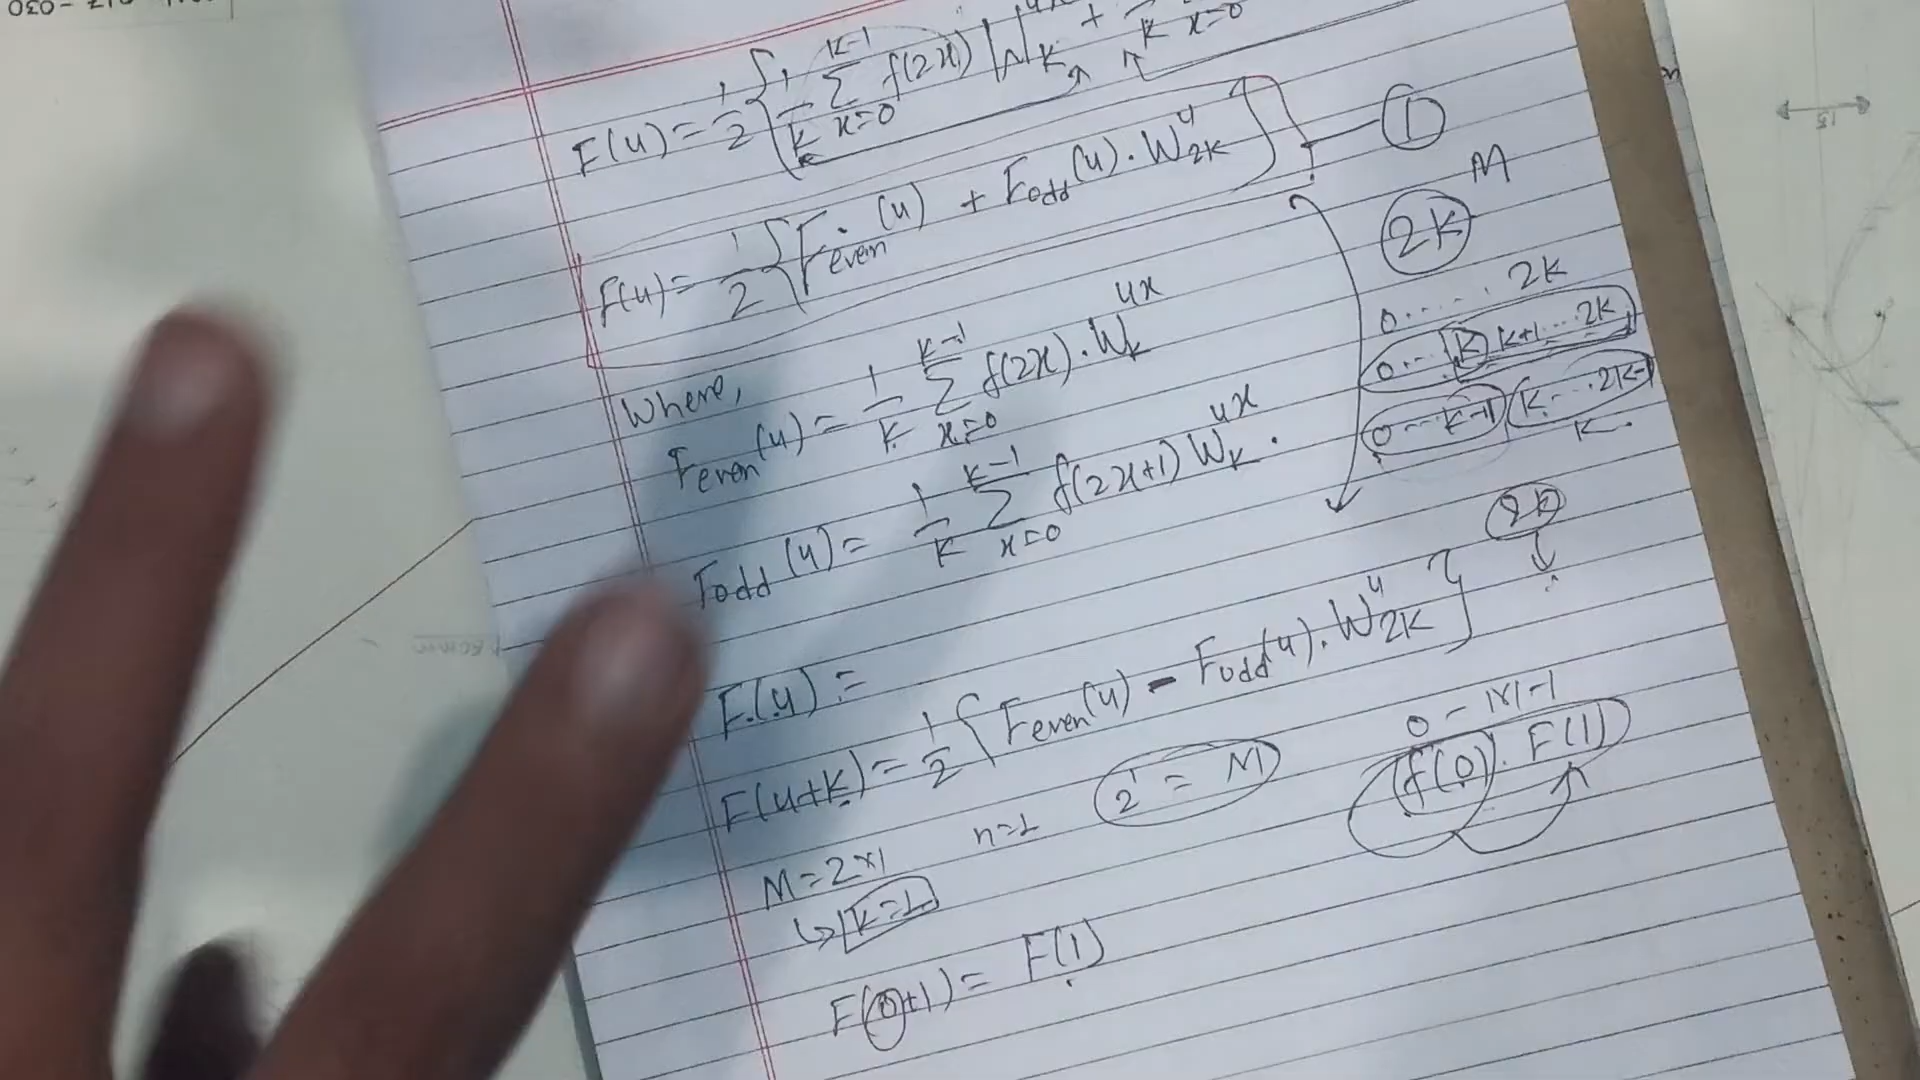 F(u) = 1/2 { 1/K Σ_{x=0}^{K-1} f(2x) W_K^{ux} + 1/K x=0
F(u) = 1/2 { F_even(u) + F_odd(u) . W_{2K}^u } — ①
M
2K
0 ..... 2K
0 ... K K+1 ... 2K
0 --- K-1 K --- 2K-1
K.
Where,
F_even(u) = 1/K Σ_{x=0}^{K-1} f(2x) . W_K^{ux}
F_odd(u) = 1/K Σ_{x=0}^{K-1} f(2x+1) W_K^{ux} .
2K
F(u) =
F(u+K) = 1/2 { F_even(u) - F_odd(u) . W_{2K}^u }
n=1 2^1 = M
f(0) . F(1)
M = 2×1
↳ K=1
F(0+1) = F(1)
15